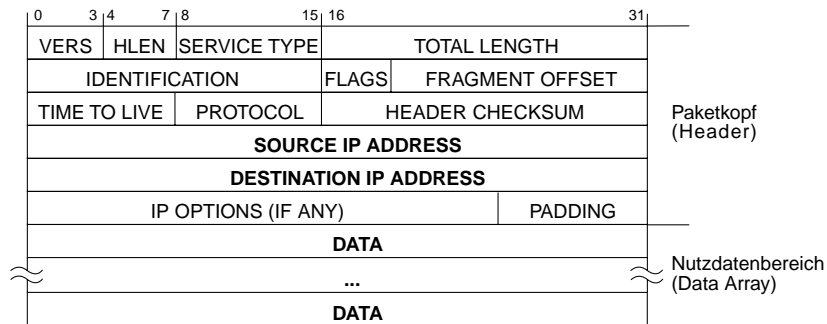 0 3 4 7 8 15 16 31
VERS HLEN SERVICE TYPE TOTAL LENGTH
IDENTIFICATION FLAGS FRAGMENT OFFSET
TIME TO LIVE PROTOCOL HEADER CHECKSUM
Paketkopf
(Header)
SOURCE IP ADDRESS
DESTINATION IP ADDRESS
IP OPTIONS (IF ANY) PADDING
DATA
...
Nutzdatenbereich
(Data Array)
DATA